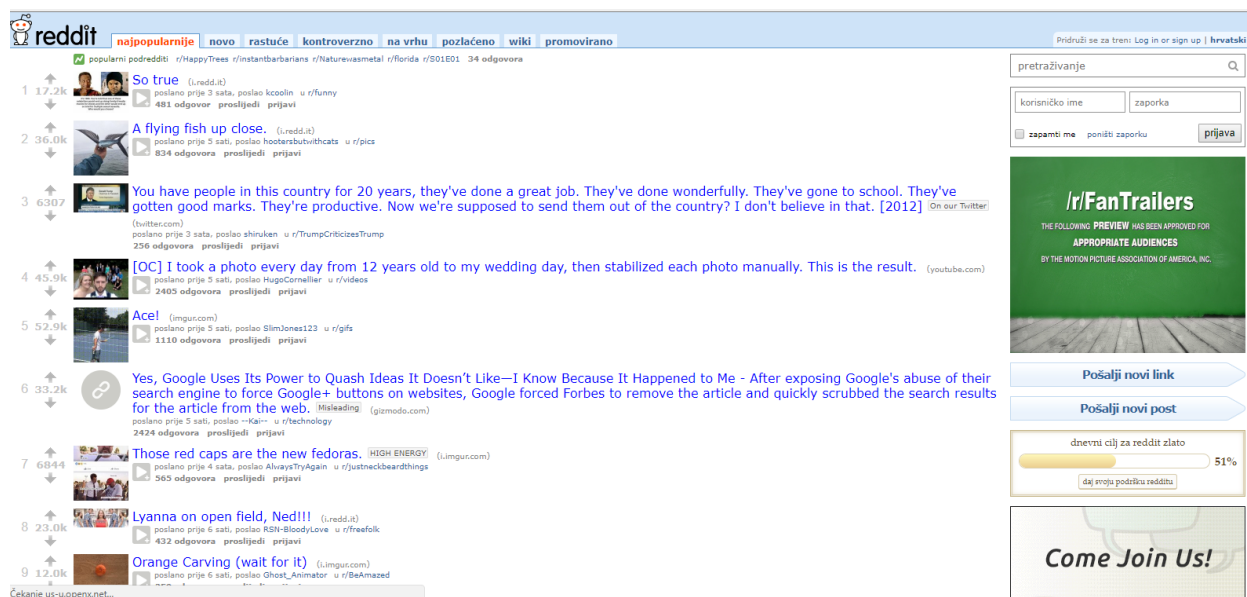 reddit
najpopularnije novo rastuće kontroverzno na vrhu pozlaćeno wiki promovirano
Pridruži se za tren: Log in or sign up | hrvatski
popularni podredditi r/HappyTrees r/instantbarbarians r/Naturewasmetal r/florida r/S01E01 34 odgovora
1 17.2k
So true (i.redd.it)
poslano prije 3 sata, poslao kcoolin u r/funny
481 odgovor proslijedi prijavi
2 36.0k
A flying fish up close. (i.redd.it)
poslano prije 5 sati, poslao hootersbutwithcats u r/pics
834 odgovora proslijedi prijavi
3 6307
You have people in this country for 20 years, they've done a great job. They've done wonderfully. They've gone to school. They've
gotten good marks. They're productive. Now we're supposed to send them out of the country? I don't believe in that. [2012] On our Twitter
(twitter.com)
poslano prije 3 sata, poslao shiruken u r/TrumpCriticizesTrump
256 odgovora proslijedi prijavi
4 45.9k
[OC] I took a photo every day from 12 years old to my wedding day, then stabilized each photo manually. This is the result. (youtube.com)
poslano prije 5 sati, poslao HugoCornellier u r/videos
2405 odgovora proslijedi prijavi
5 52.9k
Ace! (imgur.com)
poslano prije 5 sati, poslao SlimJones123 u r/gifs
1110 odgovora proslijedi prijavi
6 33.2k
Yes, Google Uses Its Power to Quash Ideas It Doesn't Like—I Know Because It Happened to Me - After exposing Google's abuse of their
search engine to force Google+ buttons on websites, Google forced Forbes to remove the article and quickly scrubbed the search results
for the article from the web. Misleading (gizmodo.com)
poslano prije 5 sati, poslao --Kai-- u r/technology
2424 odgovora proslijedi prijavi
7 6844
Those red caps are the new fedoras. HIGH ENERGY (i.imgur.com)
poslano prije 4 sata, poslao AlwaysTryAgain u r/justneckbeardthings
565 odgovora proslijedi prijavi
8 23.0k
Lyanna on open field, Ned!!! (i.redd.it)
poslano prije 6 sati, poslao RSN-BloodyLove u r/freefolk
432 odgovora proslijedi prijavi
9 12.0k
Orange Carving (wait for it) (i.imgur.com)
poslano prije 6 sati, poslao Ghost_Animator u r/BeAmazed
Čekanje us-u.openx.net...
pretraživanje
korisničko ime zaporka
zapamti me poništi zaporku prijava
/r/FanTrailers
THE FOLLOWING PREVIEW HAS BEEN APPROVED FOR
APPROPRIATE AUDIENCES
BY THE MOTION PICTURE ASSOCIATION OF AMERICA, INC.
Pošalji novi link
Pošalji novi post
dnevni cilj za reddit zlato
51%
daj svoju podršku redditu
Come Join Us!